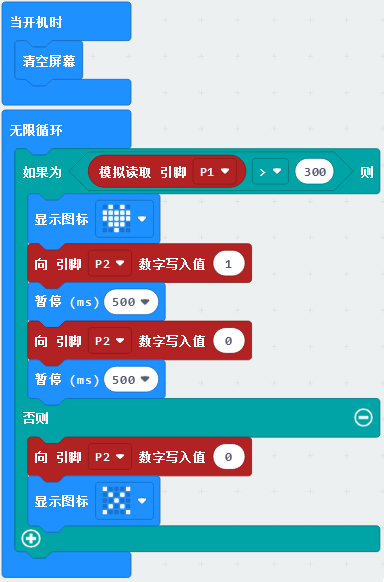 当开机时
清空屏幕
无限循环
如果为 模拟读取 引脚 P1 > 300 则
显示图标
向 引脚 P2 数字写入值 1
暂停 (ms) 500
向 引脚 P2 数字写入值 0
暂停 (ms) 500
否则
向 引脚 P2 数字写入值 0
显示图标